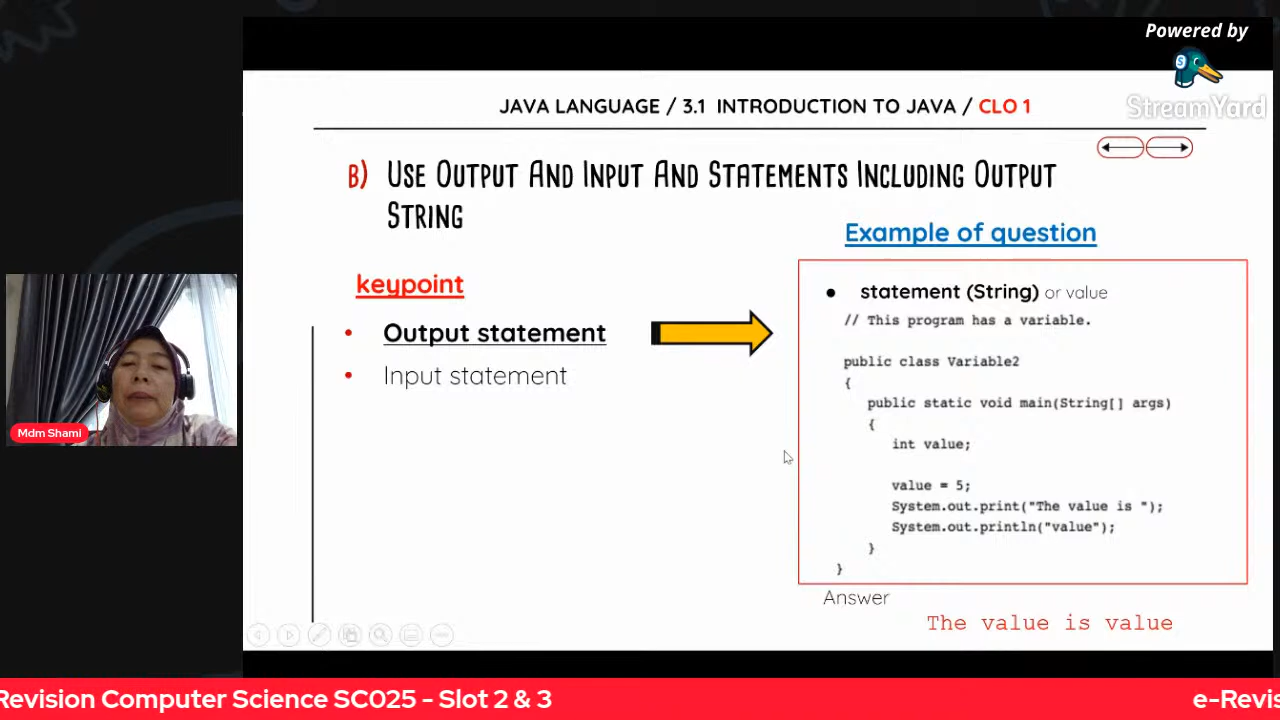 Powered by
StreamYard
JAVA LANGUAGE / 3.1 INTRODUCTION TO JAVA / CLO 1
B) USE OUTPUT AND INPUT AND STATEMENTS INCLUDING OUTPUT
STRING
Example of question
keypoint
• Output statement
• Input statement
• statement (String) or value
// This program has a variable.
public class Variable2
{
public static void main(String[] args)
{
int value;
value = 5;
System.out.print("The value is ");
System.out.println("value");
}
}
Answer
The value is value
Mdm Shami
Revision Computer Science SC025 - Slot 2 & 3
e-Revis